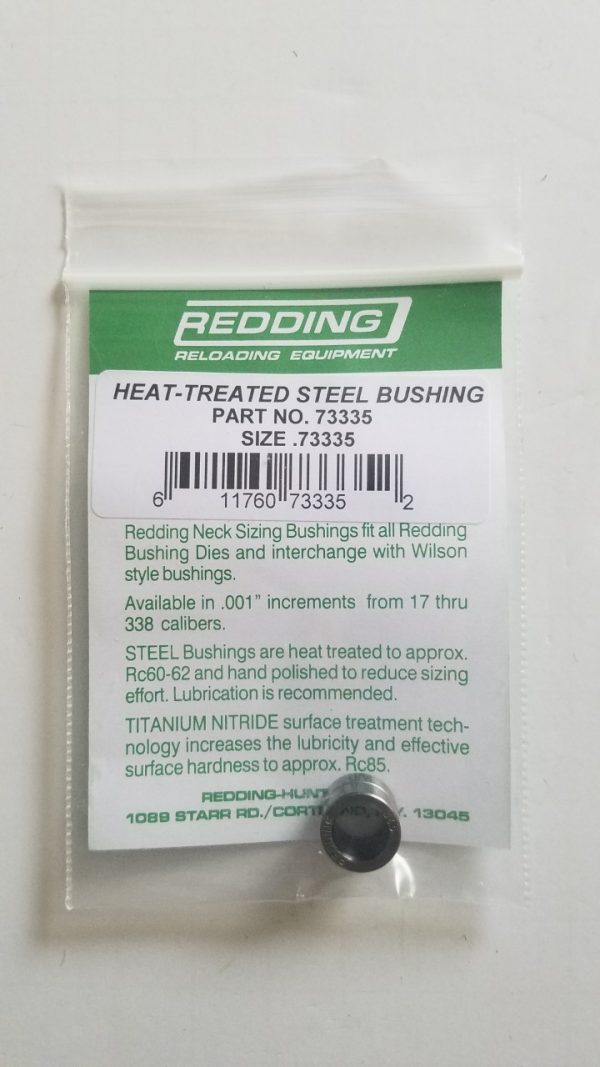 REDDING
RELOADING EQUIPMENT
HEAT-TREATED STEEL BUSHING
PART NO. 73335
SIZE .73335
6 11760 73335 2
Redding Neck Sizing Bushings fit all Redding
Bushing Dies and interchange with Wilson
style bushings.
Available in .001" increments from 17 thru
338 calibers.
STEEL Bushings are heat treated to approx.
Rc60-62 and hand polished to reduce sizing
effort. Lubrication is recommended.
TITANIUM NITRIDE surface treatment tech-
nology increases the lubricity and effective
surface hardness to approx. Rc85.
REDDING-HUNT
1089 STARR RD./ 13045